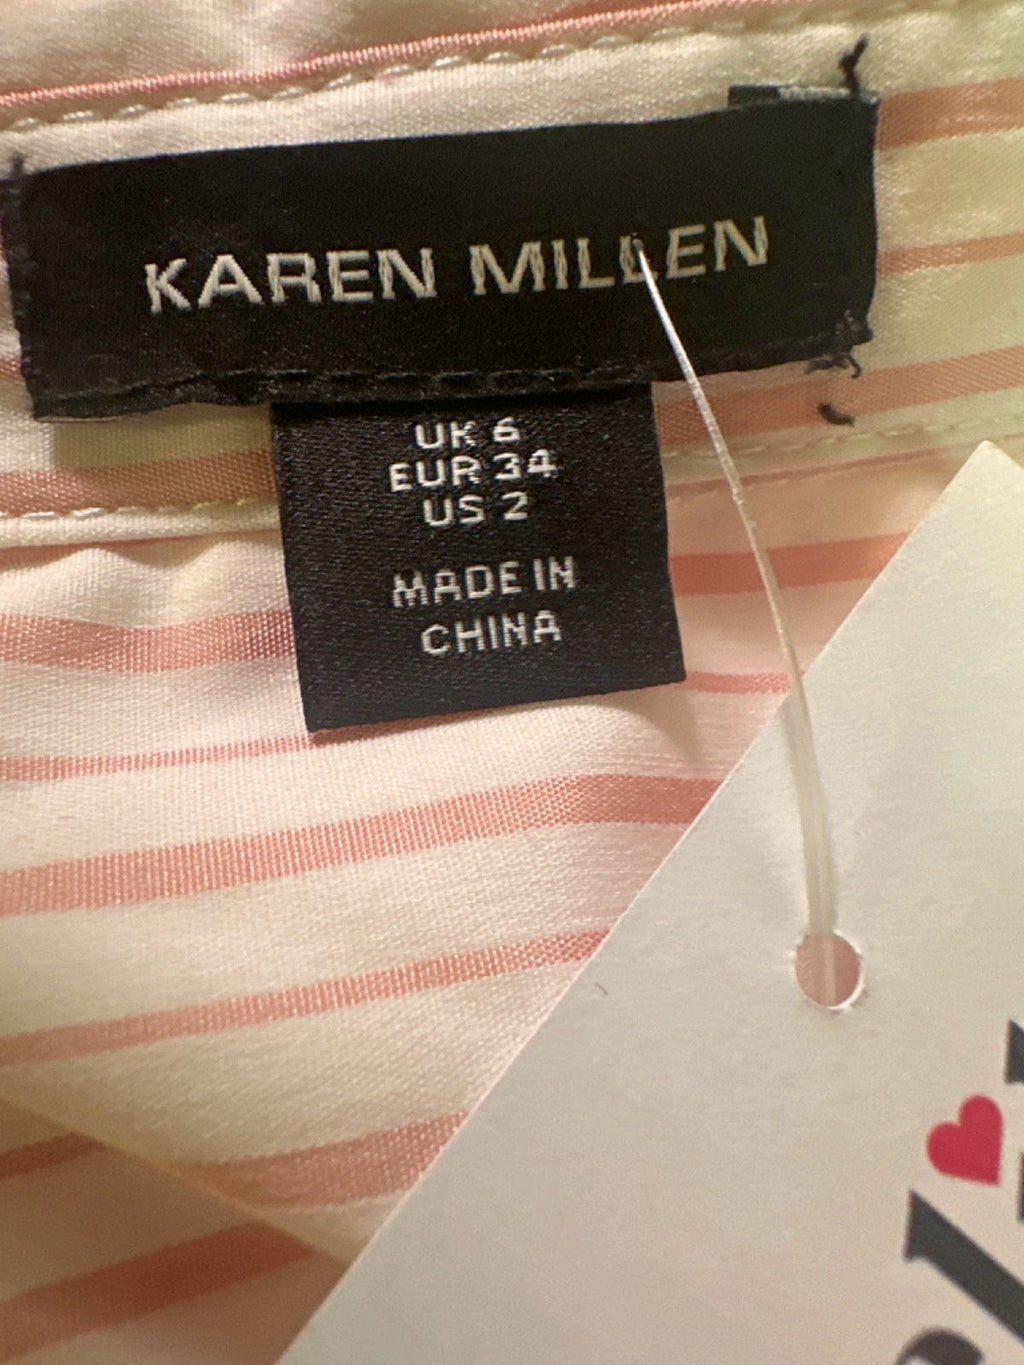 KAREN MILLEN
UK 6
EUR 34
US 2
MADE IN
CHINA